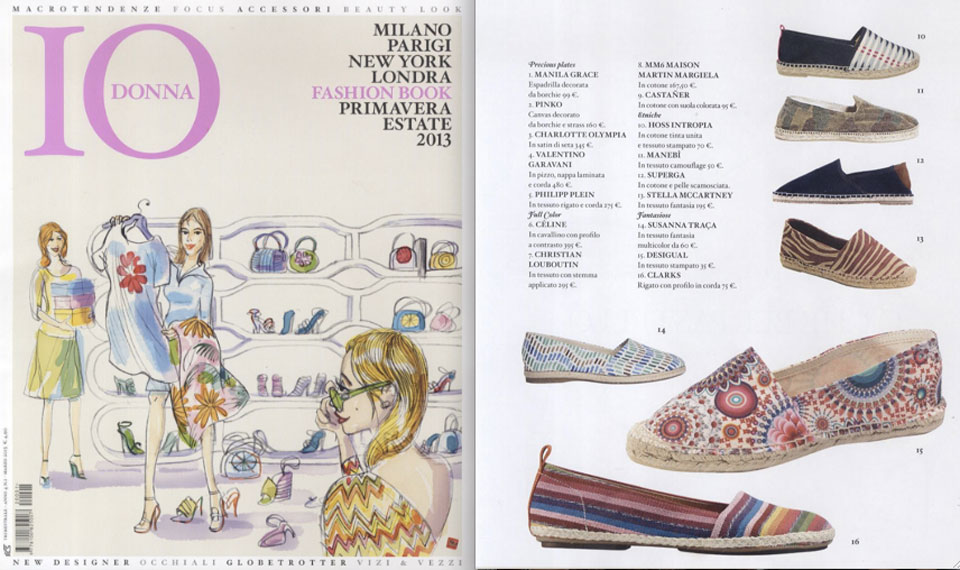 MACROTENDENZE FOCUS ACCESSORI BEAUTY LOOK
IO
DONNA
MILANO
PARIGI
NEW YORK
LONDRA
FASHION BOOK
PRIMAVERA
ESTATE
2013
NEW DESIGNER OCCHIALI GLOBETROTTER VIZI & VEZZI
Precious plates
1. MANILA GRACE
Espadrilla decorata
da borchie 99 €.
2. PINKO
Canvas decorato
da borchie e strass 160 €.
3. CHARLOTTE OLYMPIA
In satin di seta 345 €.
4. VALENTINO
GARAVANI
In pizzo, nappa laminata
e corda 480 €.
5. PHILIPP PLEIN
In tessuto rigato e corda 275 €.
Full Color
6. CÉLINE
In cavallino con profilo
a contrasto 395 €.
7. CHRISTIAN
LOUBOUTIN
In tessuto con stemma
applicato 295 €.
8. MM6 MAISON
MARTIN MARGIELA
In cotone 167,50 €.
9. CASTAÑER
In cotone con suola colorata 95 €.
Etniche
10. HOSS INTROPIA
In cotone tinta unita
e tessuto stampato 70 €.
11. MANEBÌ
In tessuto camouflage 50 €.
12. SUPERGA
In cotone e pelle scamosciata.
13. STELLA MCCARTNEY
In tessuto fantasia 195 €.
Fantasiose
14. SUSANNA TRAÇA
In tessuto fantasia
multicolor da 60 €.
15. DESIGUAL
In tessuto stampato 35 €.
16. CLARKS
Rigato con profilo in corda 75 €.
10
11
12
13
14
15
16